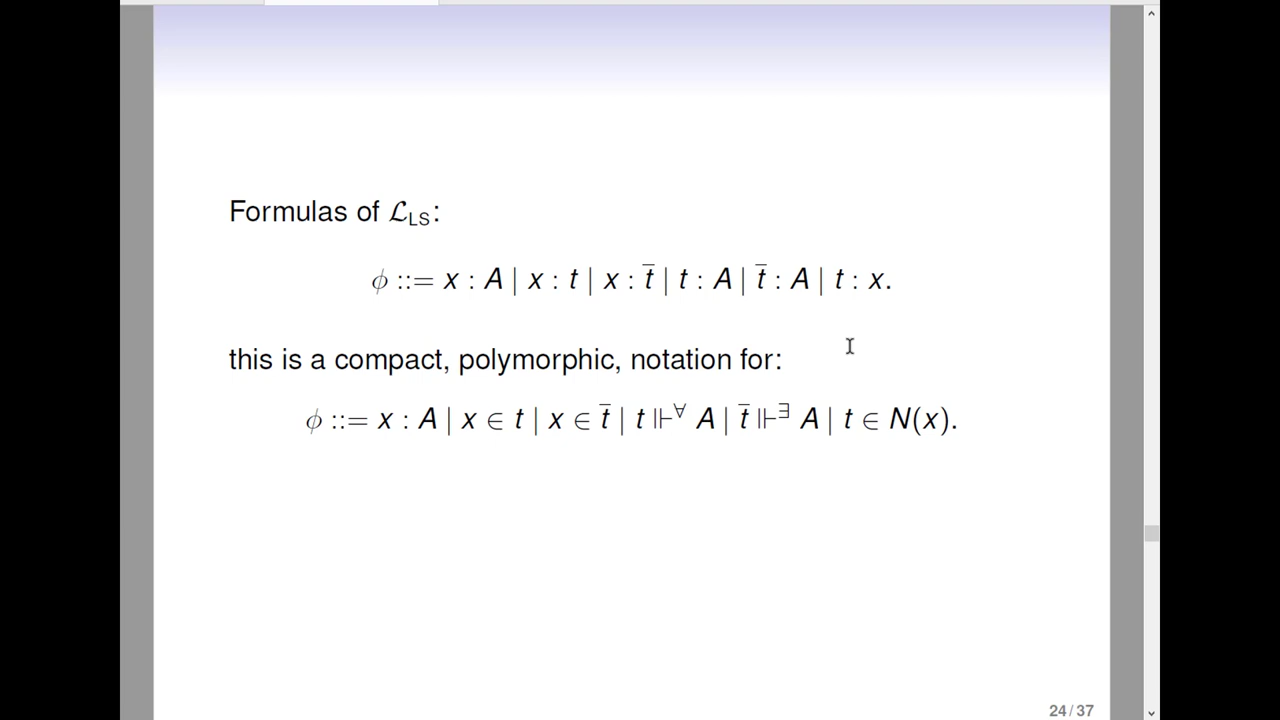 Formulas of ℒ_LS:
ϕ ::= x : A | x : t | x : t̅ | t : A | t̅ : A | t : x.
this is a compact, polymorphic, notation for:
ϕ ::= x : A | x ∈ t | x ∈ t̅ | t ⊩^∀ A | t̅ ⊩^∃ A | t ∈ N(x).
24 / 37